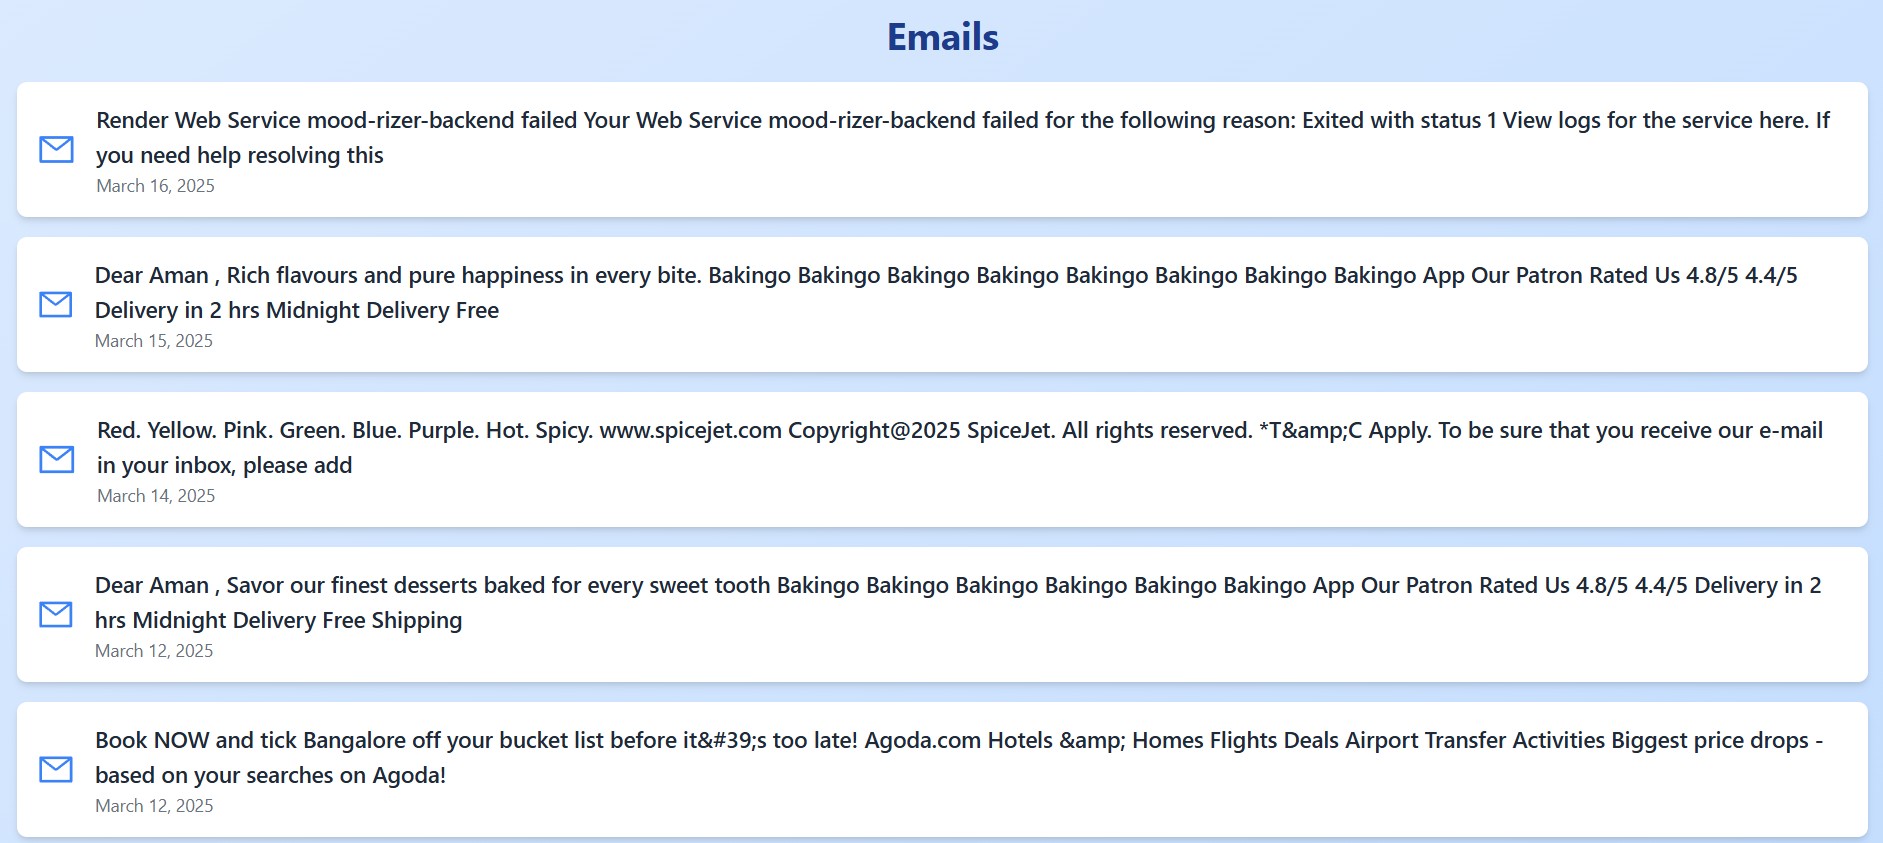 Emails
Render Web Service mood-rizer-backend failed Your Web Service mood-rizer-backend failed for the following reason: Exited with status 1 View logs for the service here. If
you need help resolving this
March 16, 2025
Dear Aman , Rich flavours and pure happiness in every bite. Bakingo Bakingo Bakingo Bakingo Bakingo Bakingo Bakingo Bakingo App Our Patron Rated Us 4.8/5 4.4/5
Delivery in 2 hrs Midnight Delivery Free
March 15, 2025
Red. Yellow. Pink. Green. Blue. Purple. Hot. Spicy. www.spicejet.com Copyright@2025 SpiceJet. All rights reserved. *T&amp;C Apply. To be sure that you receive our e-mail
in your inbox, please add
March 14, 2025
Dear Aman , Savor our finest desserts baked for every sweet tooth Bakingo Bakingo Bakingo Bakingo Bakingo Bakingo App Our Patron Rated Us 4.8/5 4.4/5 Delivery in 2
hrs Midnight Delivery Free Shipping
March 12, 2025
Book NOW and tick Bangalore off your bucket list before it&#39;s too late! Agoda.com Hotels &amp; Homes Flights Deals Airport Transfer Activities Biggest price drops -
based on your searches on Agoda!
March 12, 2025